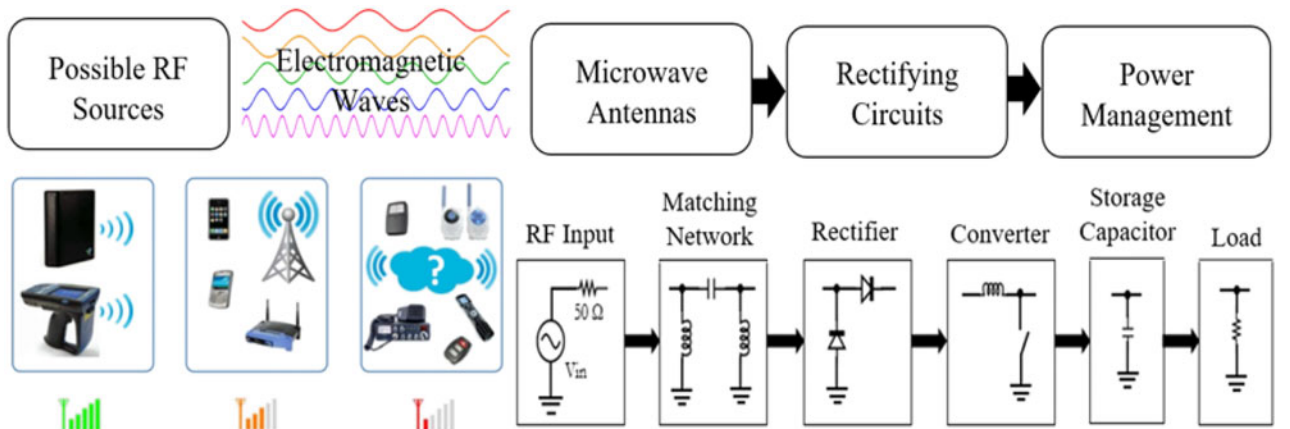 Possible RF
Sources
Electromagnetic
Waves
Microwave
Antennas
Rectifying
Circuits
Power
Management
?
RF Input
Matching
Network
Rectifier
Converter
Storage
Capacitor
Load
50 Ω
Vin